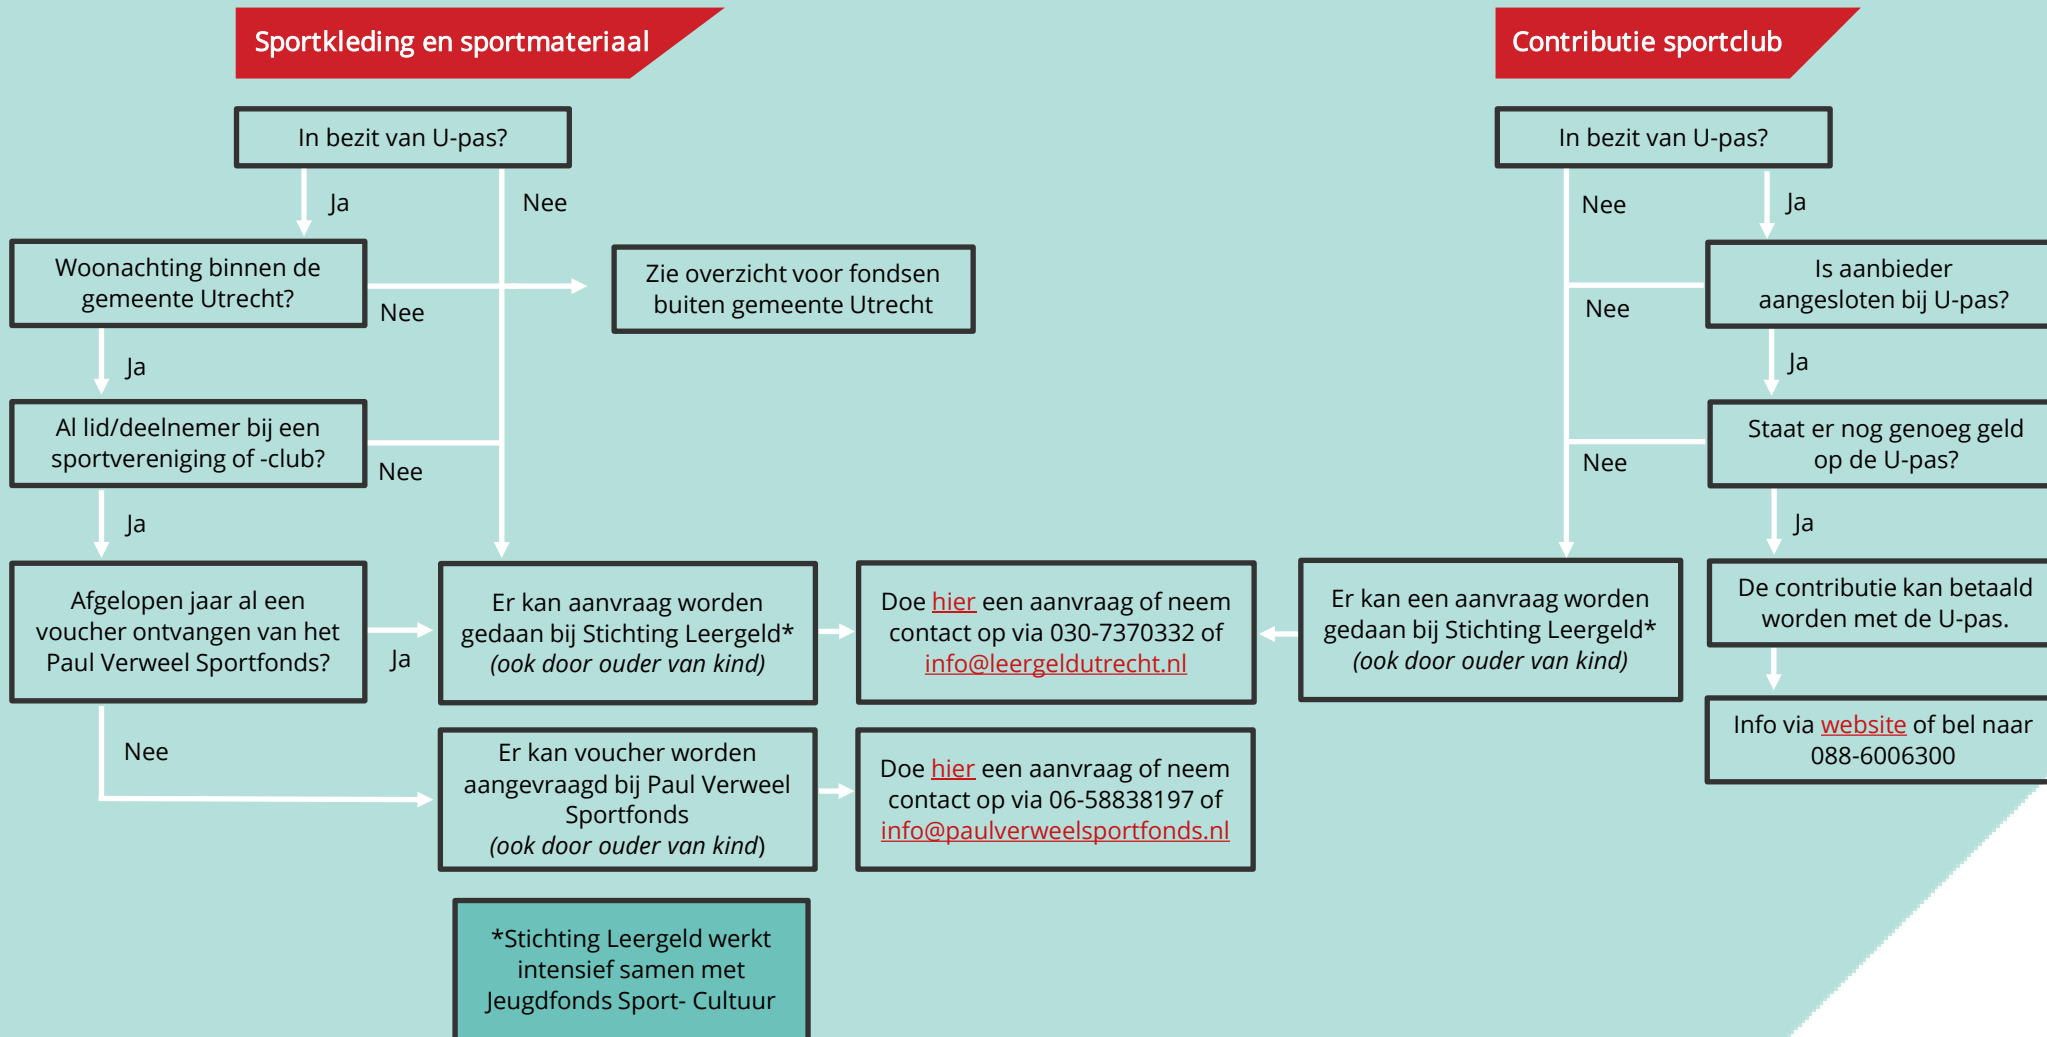 Sportkleding en sportmateriaal
In bezit van U-pas?
Ja
Nee
Woonachting binnen de
gemeente Utrecht?
Nee
Zie overzicht voor fondsen
buiten gemeente Utrecht
Ja
Al lid/deelnemer bij een
sportvereniging of -club?
Nee
Ja
Afgelopen jaar al een
voucher ontvangen van het
Paul Verweel Sportfonds?
Ja
Er kan aanvraag worden
gedaan bij Stichting Leergeld*
(ook door ouder van kind)
Doe hier een aanvraag of neem
contact op via 030-7370332 of
info@leergeldutrecht.nl
Nee
Er kan voucher worden
aangevraagd bij Paul Verweel
Sportfonds
(ook door ouder van kind)
Doe hier een aanvraag of neem
contact op via 06-58838197 of
info@paulverweelsportfonds.nl
*Stichting Leergeld werkt
intensief samen met
Jeugdfonds Sport- Cultuur
Contributie sportclub
In bezit van U-pas?
Nee
Ja
Is aanbieder
aangesloten bij U-pas?
Nee
Ja
Staat er nog genoeg geld
op de U-pas?
Nee
Ja
Er kan een aanvraag worden
gedaan bij Stichting Leergeld*
(ook door ouder van kind)
De contributie kan betaald
worden met de U-pas.
Info via website of bel naar
088-6006300